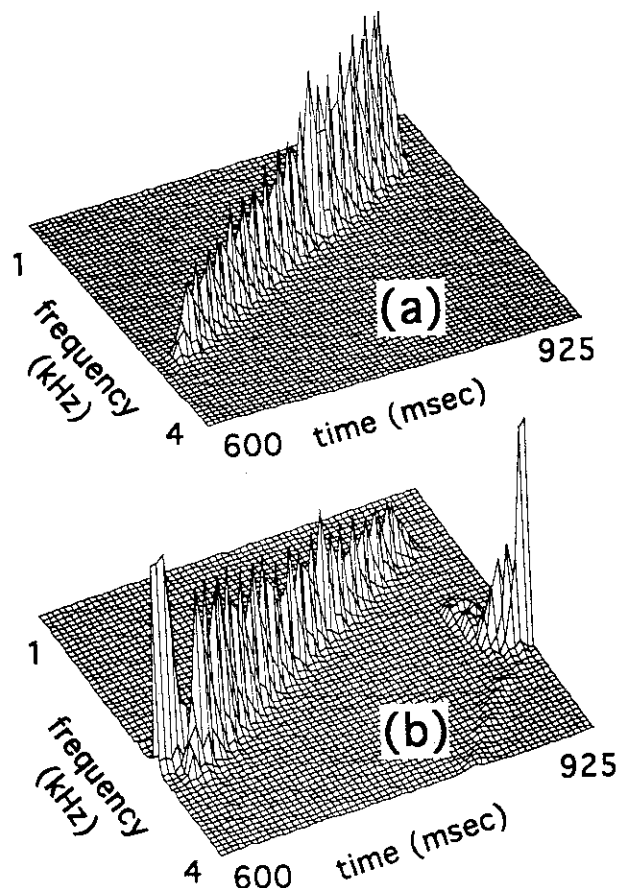 1
frequency
(kHz)
4
600
time (msec)
925
(a)
1
frequency
(kHz)
4
600
time (msec)
925
(b)